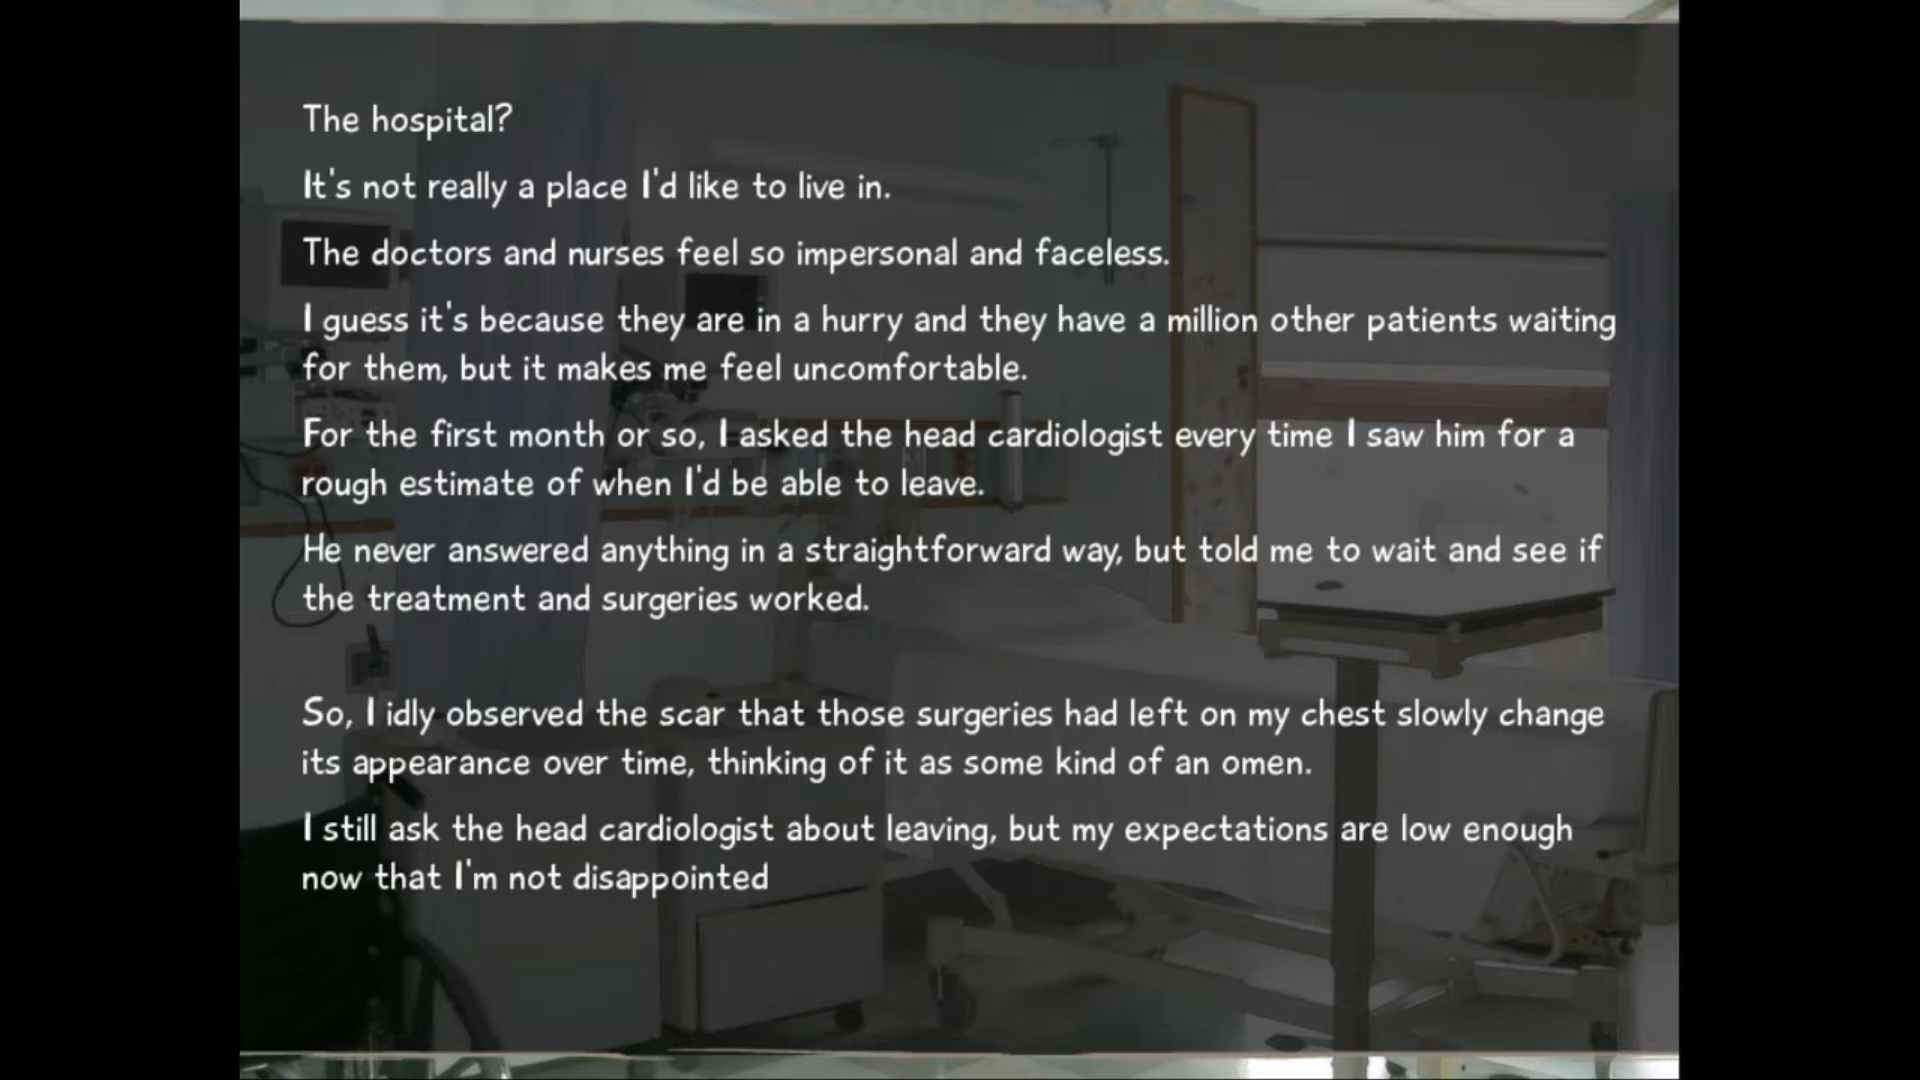 The hospital?
It's not really a place I'd like to live in.
The doctors and nurses feel so impersonal and faceless.
I guess it's because they are in a hurry and they have a million other patients waiting
for them, but it makes me feel uncomfortable.
For the first month or so, I asked the head cardiologist every time I saw him for a
rough estimate of when I'd be able to leave.
He never answered anything in a straightforward way, but told me to wait and see if
the treatment and surgeries worked.
So, I idly observed the scar that those surgeries had left on my chest slowly change
its appearance over time, thinking of it as some kind of an omen.
I still ask the head cardiologist about leaving, but my expectations are low enough
now that I'm not disappointed